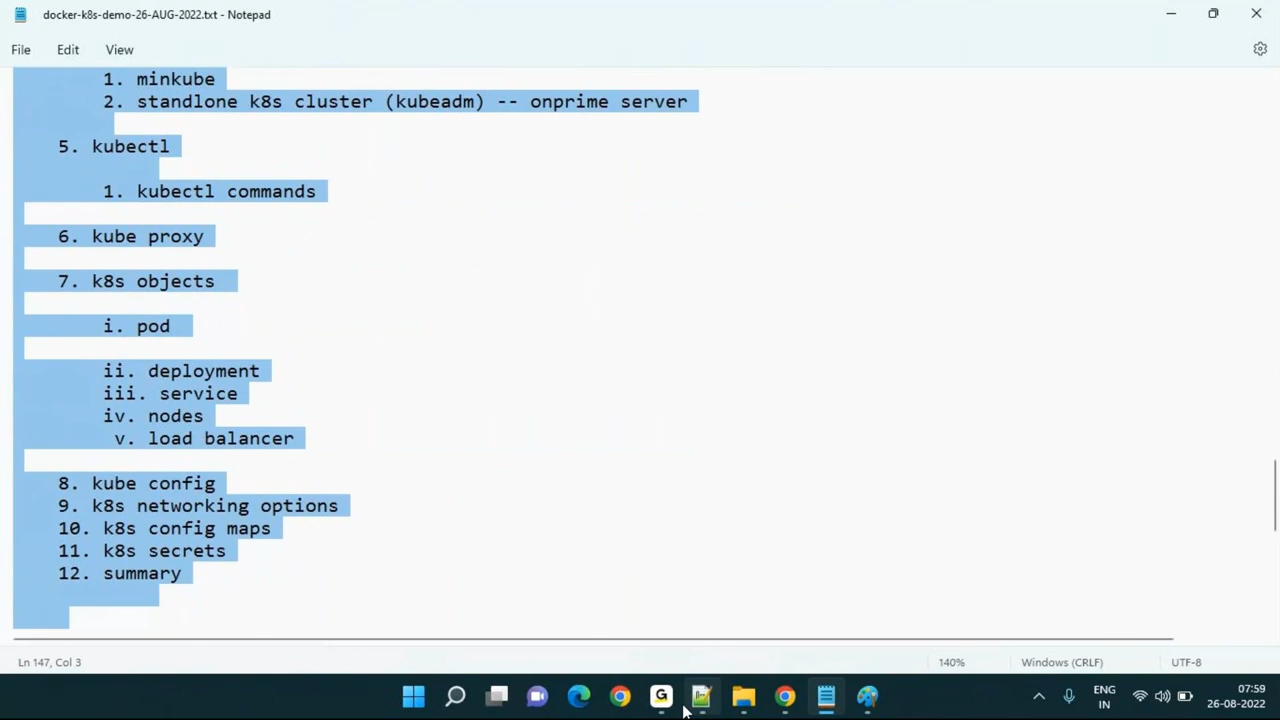 docker-k8s-demo-26-AUG-2022.txt - Notepad
File Edit View
1. minkube
2. standlone k8s cluster (kubeadm) -- onprime server
5. kubectl
1. kubectl commands
6. kube proxy
7. k8s objects
i. pod
ii. deployment
iii. service
iv. nodes
v. load balancer
8. kube config
9. k8s networking options
10. k8s config maps
11. k8s secrets
12. summary
Ln 147, Col 3 140% Windows (CRLF) UTF-8
G ENG 07:59
IN 26-08-2022